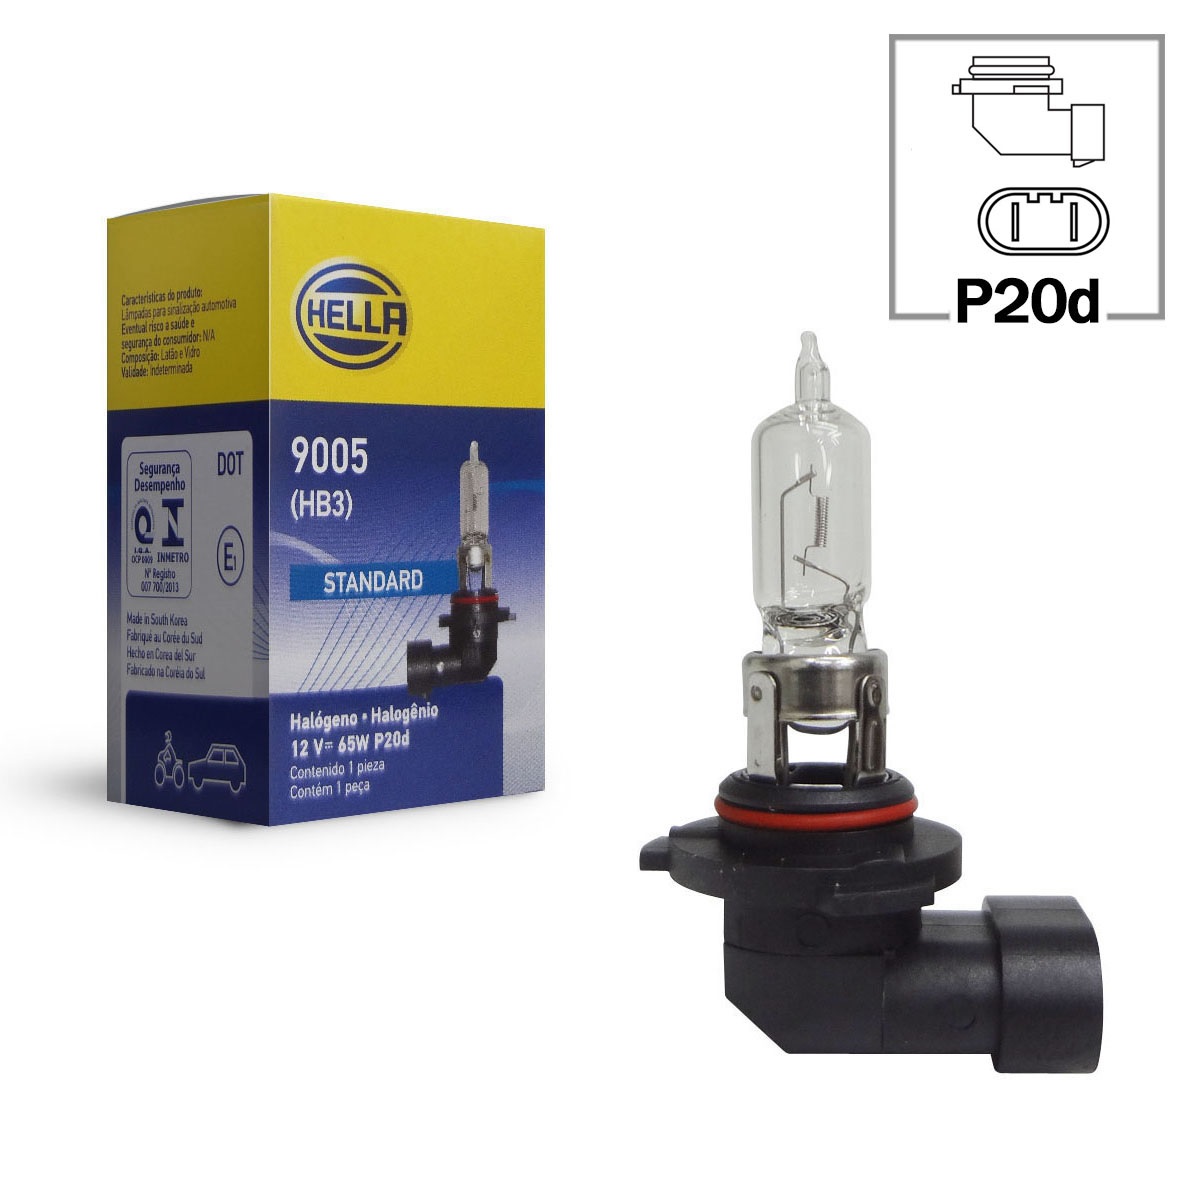 Características do produto:
Lâmpadas para sinalização automotiva
Eventual risco a saúde e
segurança do consumidor: N/A
Composição: Latão e Vidro
Validade: Indeterminada
HELLA
Segurança
Desempenho
I.Q.A.
OCP 0909
INMETRO
Nº Registro
007 700/2013
DOT
E1
Made in South Korea
Fabriqué au Corée du Sud
Hecho en Corea del Sur
Fabricado na Coréia do Sul
9005
(HB3)
STANDARD
Halógeno • Halogênio
12 V= 65W P20d
Contenido 1 pieza
Contém 1 peça
P20d